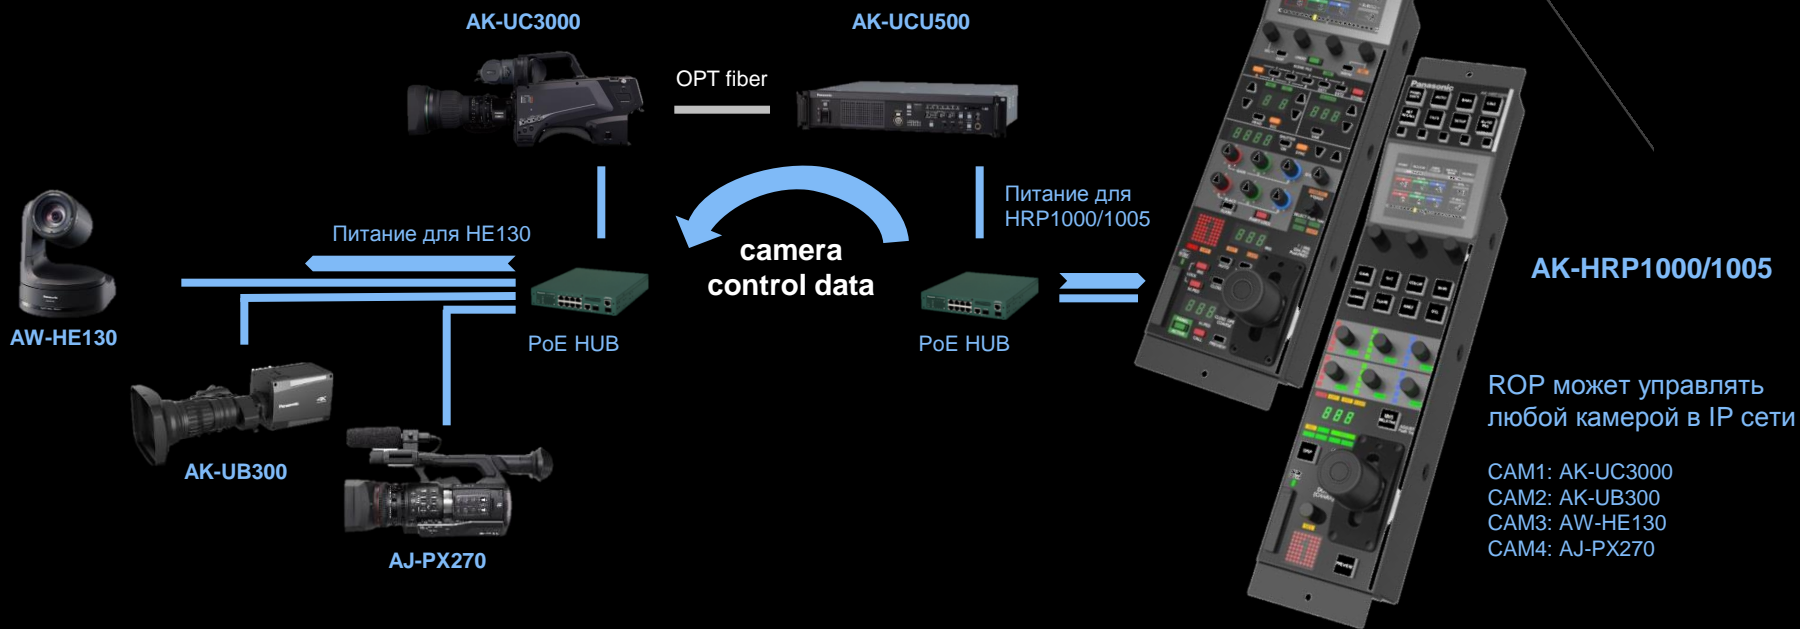 AK-UC3000
AK-UCU500
OPT fiber
Питание для
HRP1000/1005
Питание для HE130
camera
control data
AW-HE130
PoE HUB
PoE HUB
AK-UB300
AJ-PX270
Panasonic
AK-HRP1000/1005
ROP может управлять
любой камерой в IP сети
CAM1: AK-UC3000
CAM2: AK-UB300
CAM3: AW-HE130
CAM4: AJ-PX270